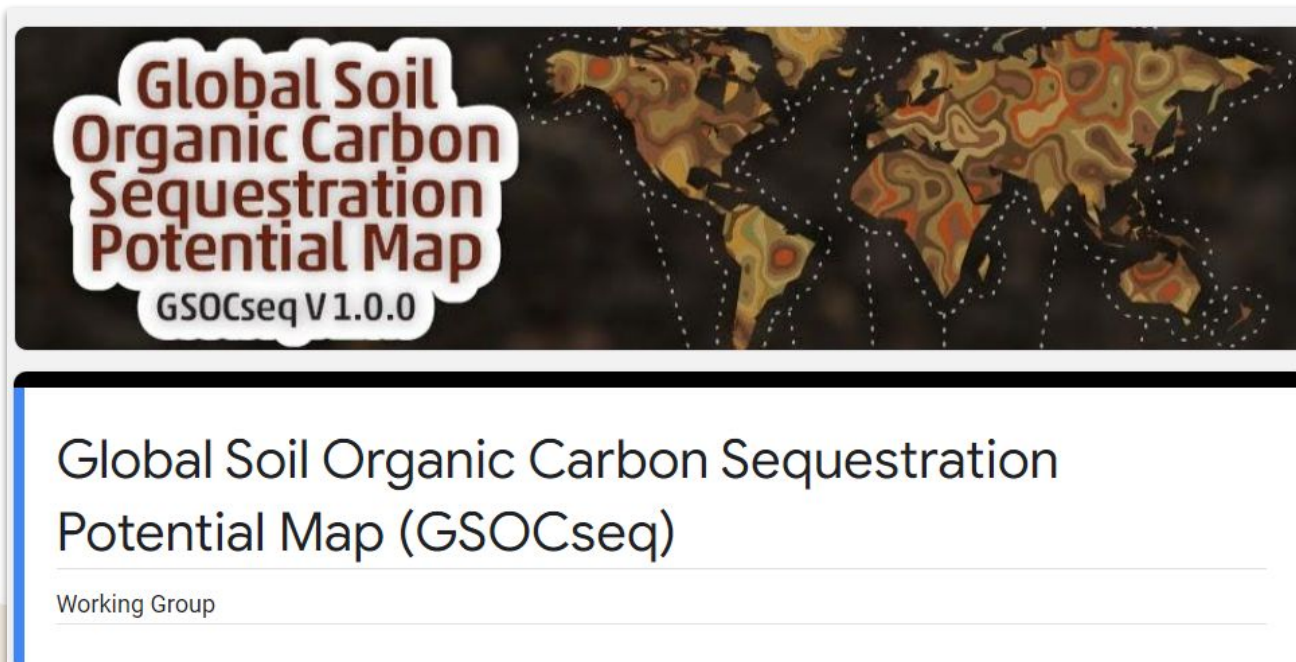 Global Soil
Organic Carbon
Sequestration
Potential Map
GSOCseq V 1.0.0
Global Soil Organic Carbon Sequestration
Potential Map (GSOCseq)
Working Group